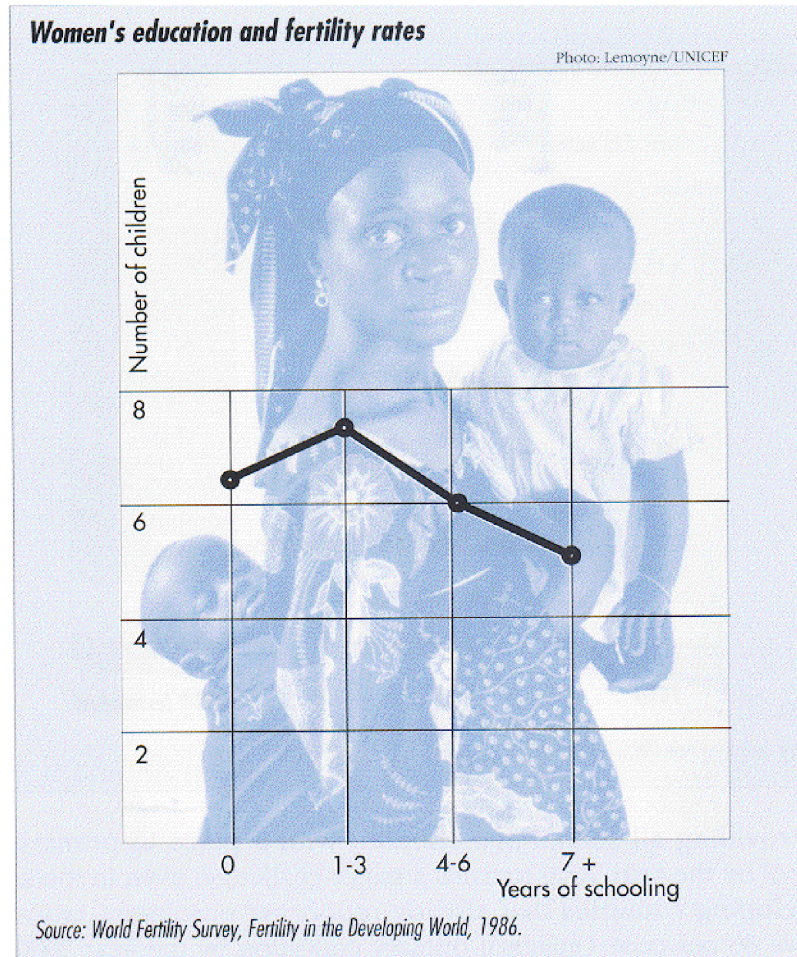 Women's education and fertility rates
Photo: Lemoyne/UNICEF
Number of children
8
6
4
2
0 1-3 4-6 7 +
Years of schooling
Source: World Fertility Survey, Fertility in the Developing World, 1986.